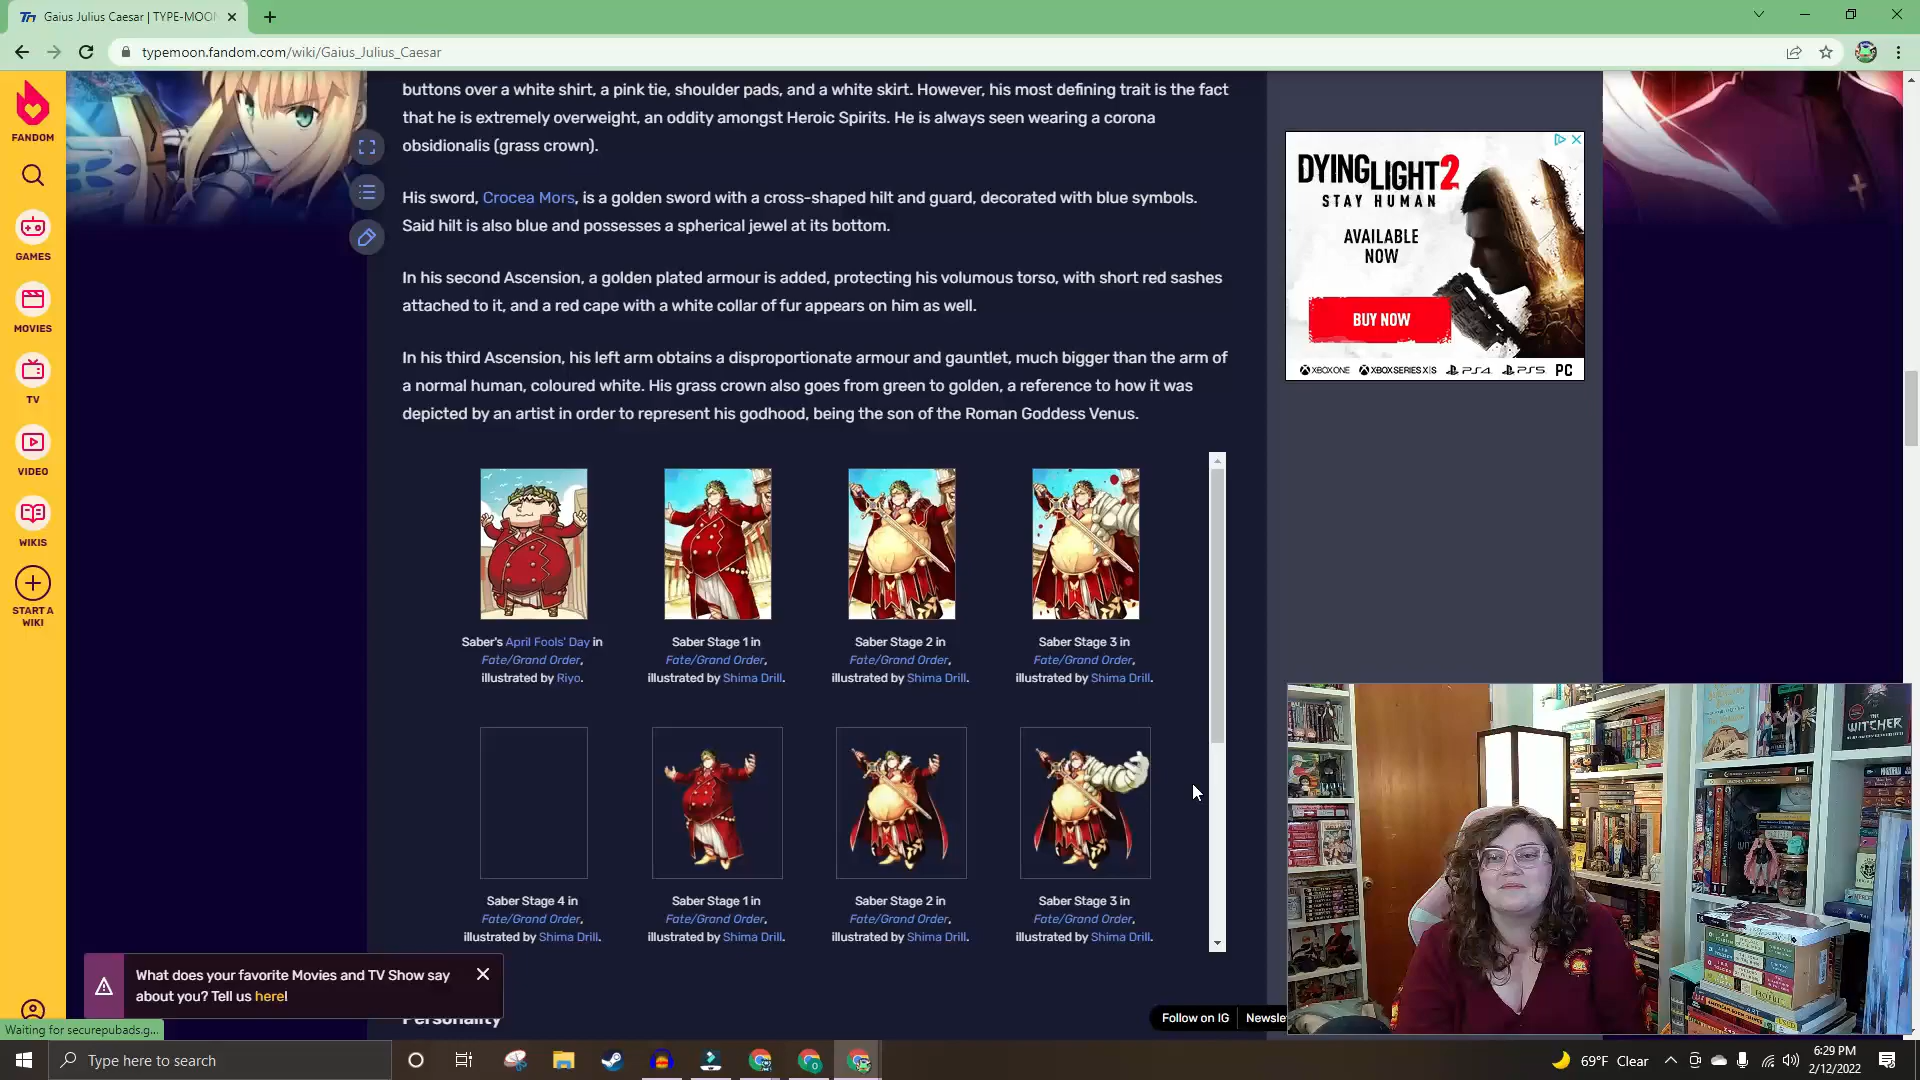 Gaius Julius Caesar | TYPE-MOON
typemoon.fandom.com/wiki/Gaius_Julius_Caesar
FANDOM
GAMES
MOVIES
TV
VIDEO
WIKIS
START A
WIKI
buttons over a white shirt, a pink tie, shoulder pads, and a white skirt. However, his most defining trait is the fact
that he is extremely overweight, an oddity amongst Heroic Spirits. He is always seen wearing a corona
obsidionalis (grass crown).
His sword, Crocea Mors, is a golden sword with a cross-shaped hilt and guard, decorated with blue symbols.
Said hilt is also blue and possesses a spherical jewel at its bottom.
In his second Ascension, a golden plated armour is added, protecting his volumous torso, with short red sashes
attached to it, and a red cape with a white collar of fur appears on him as well.
In his third Ascension, his left arm obtains a disproportionate armour and gauntlet, much bigger than the arm of
a normal human, coloured white. His grass crown also goes from green to golden, a reference to how it was
depicted by an artist in order to represent his godhood, being the son of the Roman Goddess Venus.
Saber's April Fools' Day in
Fate/Grand Order,
illustrated by Riyo.
Saber Stage 1 in
Fate/Grand Order,
illustrated by Shima Drill.
Saber Stage 2 in
Fate/Grand Order,
illustrated by Shima Drill.
Saber Stage 3 in
Fate/Grand Order,
illustrated by Shima Drill.
Saber Stage 4 in
Fate/Grand Order,
illustrated by Shima Drill.
Saber Stage 1 in
Fate/Grand Order,
illustrated by Shima Drill.
Saber Stage 2 in
Fate/Grand Order,
illustrated by Shima Drill.
Saber Stage 3 in
Fate/Grand Order,
illustrated by Shima Drill.
Personality
DYING LIGHT 2
STAY HUMAN
AVAILABLE
NOW
BUY NOW
XBOX ONE XBOX SERIES X|S PS4 PS5 PC
THE
WITCHER
What does your favorite Movies and TV Show say
about you? Tell us here!
Follow on IG
Newsle
Waiting for securepubads.g...
Type here to search
69°F Clear
6:29 PM
2/12/2022